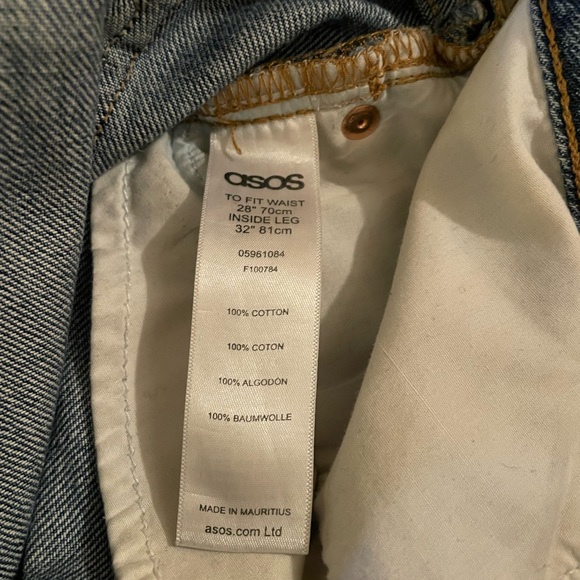 asos
TO FIT WAIST
28" 70cm
INSIDE LEG
32" 81cm
05961084
F100784
100% COTTON
100% COTON
100% ALGODÓN
100% BAUMWOLLE
MADE IN MAURITIUS
asos.com Ltd